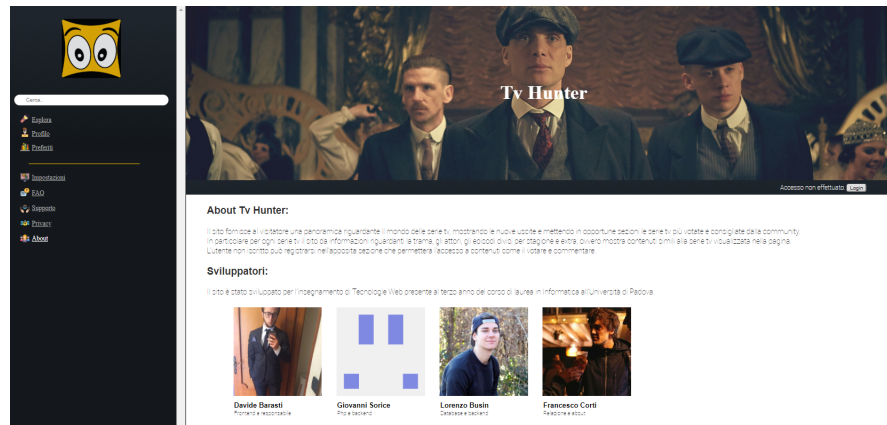 Cerca..
Esplora
Profilo
Preferiti
Impostazioni
FAQ
Supporto
Privacy
About
Tv Hunter
Accesso non effettuato Login
About Tv Hunter:
Il sito fornisce al visitatore una panoramica riguardante il mondo delle serie tv, mostrando le nuove uscite e mettendo in opportune sezioni le serie tv più votate e consigliate dalla community.
In particolare per ogni serie tv il sito da informazioni riguardanti la trama, gli attori, gli episodi divisi per stagione e extra, ovvero mostra contenuti simili alla serie tv visualizzata nella pagina.
L'utente non iscritto può registrarsi nell'apposita sezione che permetterà l'accesso a contenuti come il votare e commentare.
Sviluppatori:
Il sito è stato sviluppato per l'insegnamento di Tecnologie Web presente al terzo anno del corso di laurea in Informatica all'Università di Padova.
Davide Barasti
Frontend e responsabile
Giovanni Sorice
Php e backend
Lorenzo Busin
Database e backend
Francesco Corti
Relazione e about